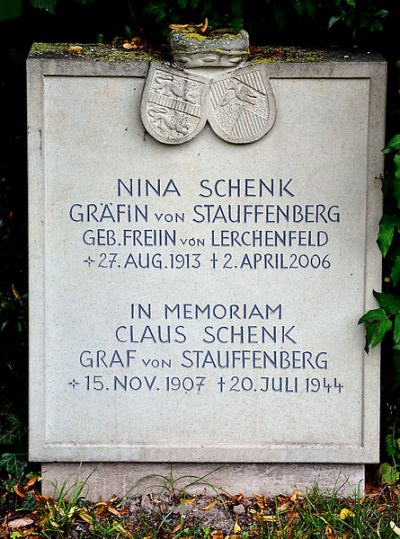 NINA SCHENK
GRÄFIN VON STAUFFENBERG
GEB. FREIIN VON LERCHENFELD
✧ 27. AUG. 1913 † 2. APRIL 2006
IN MEMORIAM
CLAUS SCHENK
GRAF VON STAUFFENBERG
✧ 15. NOV. 1907 † 20. JULI 1944